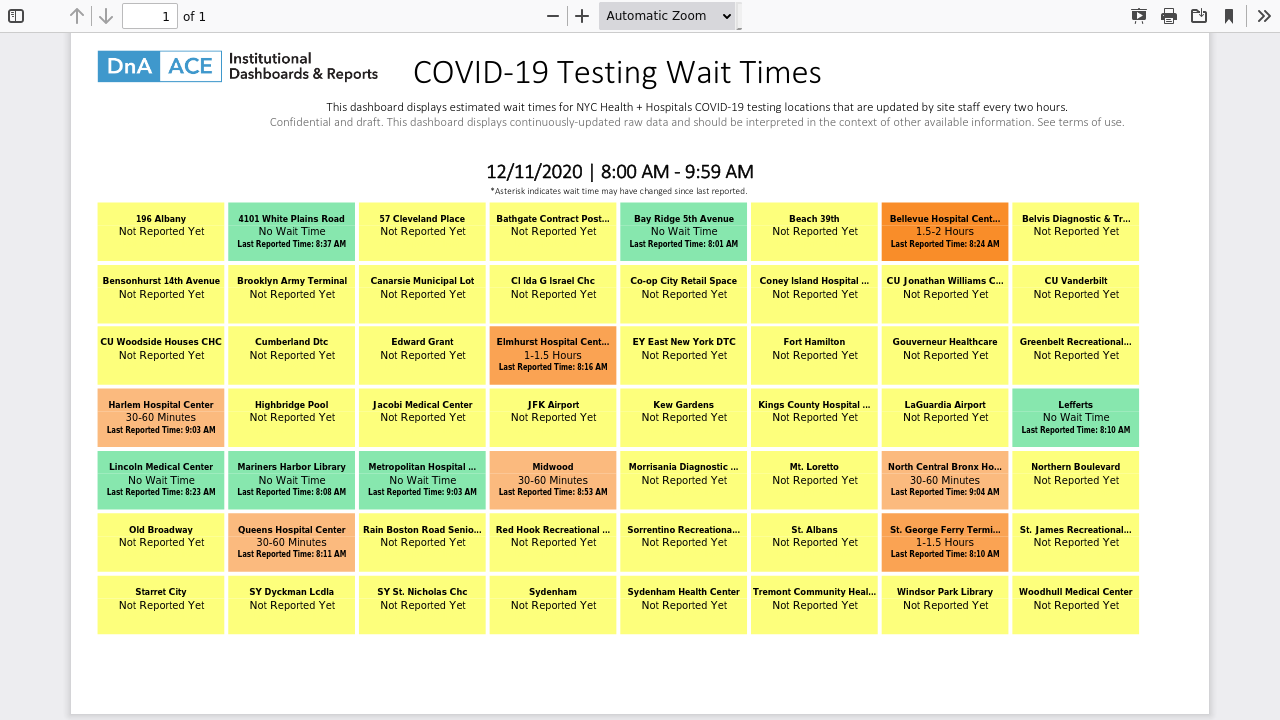 1 of 1 Automatic Zoom
DnA ACE Institutional Dashboards & Reports
COVID-19 Testing Wait Times
This dashboard displays estimated wait times for NYC Health + Hospitals COVID-19 testing locations that are updated by site staff every two hours.
Confidential and draft. This dashboard displays continuously-updated raw data and should be interpreted in the context of other available information. See terms of use.
12/11/2020 | 8:00 AM - 9:59 AM
*Asterisk indicates wait time may have changed since last reported.
196 Albany
Not Reported Yet
4101 White Plains Road
No Wait Time
Last Reported Time: 8:37 AM
57 Cleveland Place
Not Reported Yet
Bathgate Contract Post...
Not Reported Yet
Bay Ridge 5th Avenue
No Wait Time
Last Reported Time: 8:01 AM
Beach 39th
Not Reported Yet
Bellevue Hospital Cent...
1.5-2 Hours
Last Reported Time: 8:24 AM
Belvis Diagnostic & Tr...
Not Reported Yet
Bensonhurst 14th Avenue
Not Reported Yet
Brooklyn Army Terminal
Not Reported Yet
Canarsie Municipal Lot
Not Reported Yet
CI Ida G Israel Chc
Not Reported Yet
Co-op City Retail Space
Not Reported Yet
Coney Island Hospital ...
Not Reported Yet
CU Jonathan Williams C...
Not Reported Yet
CU Vanderbilt
Not Reported Yet
CU Woodside Houses CHC
Not Reported Yet
Cumberland Dtc
Not Reported Yet
Edward Grant
Not Reported Yet
Elmhurst Hospital Cent...
1-1.5 Hours
Last Reported Time: 8:16 AM
EY East New York DTC
Not Reported Yet
Fort Hamilton
Not Reported Yet
Gouverneur Healthcare
Not Reported Yet
Greenbelt Recreational...
Not Reported Yet
Harlem Hospital Center
30-60 Minutes
Last Reported Time: 9:03 AM
Highbridge Pool
Not Reported Yet
Jacobi Medical Center
Not Reported Yet
JFK Airport
Not Reported Yet
Kew Gardens
Not Reported Yet
Kings County Hospital ...
Not Reported Yet
LaGuardia Airport
Not Reported Yet
Lefferts
No Wait Time
Last Reported Time: 8:10 AM
Lincoln Medical Center
No Wait Time
Last Reported Time: 8:23 AM
Mariners Harbor Library
No Wait Time
Last Reported Time: 8:08 AM
Metropolitan Hospital ...
No Wait Time
Last Reported Time: 9:03 AM
Midwood
30-60 Minutes
Last Reported Time: 8:53 AM
Morrisania Diagnostic ...
Not Reported Yet
Mt. Loretto
Not Reported Yet
North Central Bronx Ho...
30-60 Minutes
Last Reported Time: 9:04 AM
Northern Boulevard
Not Reported Yet
Old Broadway
Not Reported Yet
Queens Hospital Center
30-60 Minutes
Last Reported Time: 8:11 AM
Rain Boston Road Senio...
Not Reported Yet
Red Hook Recreational ...
Not Reported Yet
Sorrentino Recreationa...
Not Reported Yet
St. Albans
Not Reported Yet
St. George Ferry Termi...
1-1.5 Hours
Last Reported Time: 8:10 AM
St. James Recreational...
Not Reported Yet
Starret City
Not Reported Yet
SY Dyckman Lcdla
Not Reported Yet
SY St. Nicholas Chc
Not Reported Yet
Sydenham
Not Reported Yet
Sydenham Health Center
Not Reported Yet
Tremont Community Heal...
Not Reported Yet
Windsor Park Library
Not Reported Yet
Woodhull Medical Center
Not Reported Yet